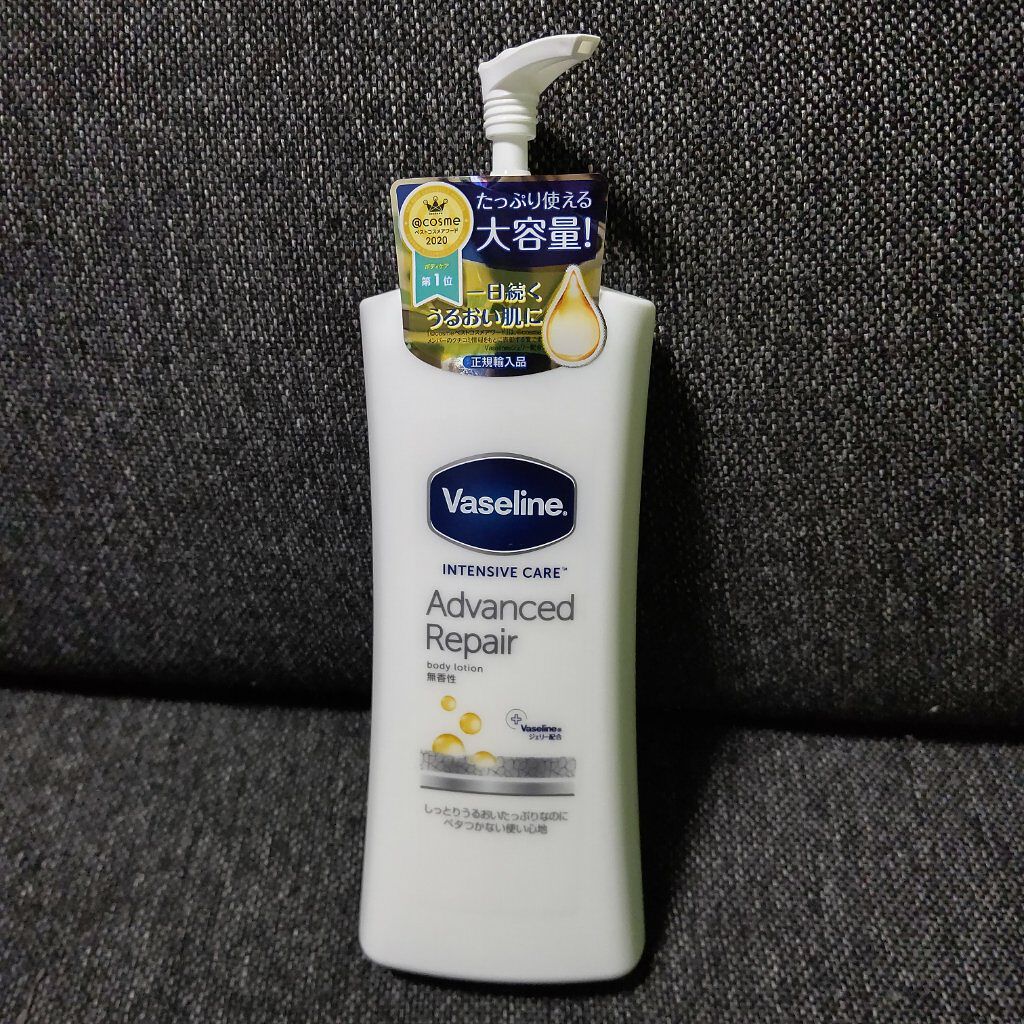 @cosme
ベストコスメアワード
2020
ボディケア
第1位
たっぷり使える
大容量!
一日続く
うるおい肌に
正規輸入品
Vaseline®
INTENSIVE CARE™
Advanced
Repair
body lotion
無香性
Vaseline®
ジェリー配合
しっとりうるおいたっぷりなのに
ベタつかない使い心地